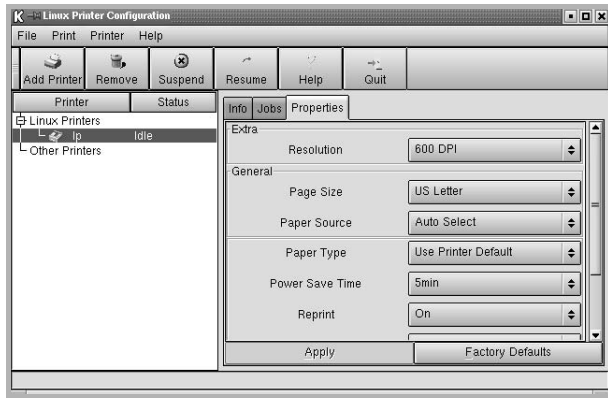 Linux Printer Configuration
File Print Printer Help
Add Printer Remove Suspend Resume Help Quit
Printer Status
Linux Printers
lp Idle
Other Printers
Info Jobs Properties
Extra
Resolution 600 DPI
General
Page Size US Letter
Paper Source Auto Select
Paper Type Use Printer Default
Power Save Time 5min
Reprint On
Apply Factory Defaults